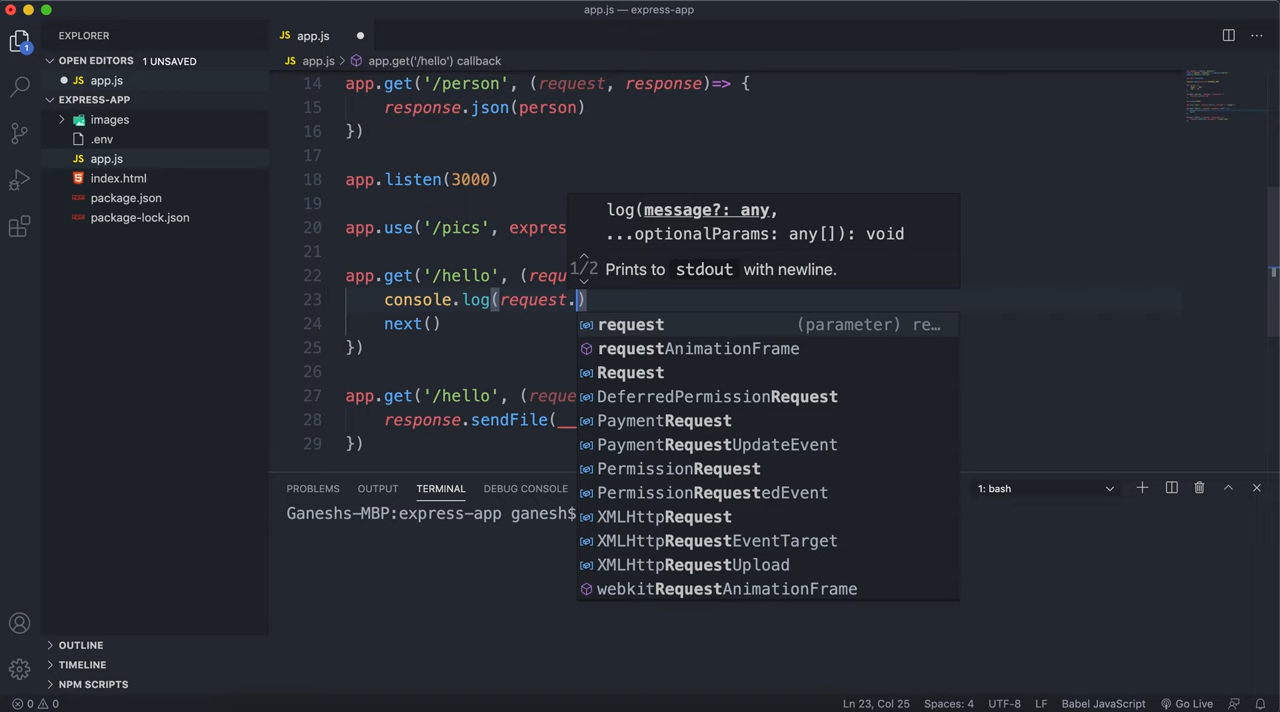 app.js — express-app
EXPLORER
OPEN EDITORS 1 UNSAVED
JS app.js
EXPRESS-APP
images
.env
JS app.js
index.html
package.json
package-lock.json
OUTLINE
TIMELINE
NPM SCRIPTS
1
JS app.js
JS app.js > app.get('/hello') callback
14 app.get('/person', (request, response)=> {
15 response.json(person)
16 })
17
18 app.listen(3000)
19
20 app.use('/pics', expres
21
22 app.get('/hello', (requ
23 console.log(request.)
24 next()
25 })
26
27 app.get('/hello', (reque
28 response.sendFile(__
29 })
log(message?: any,
...optionalParams: any[]): void
1/2 Prints to stdout with newline.
request (parameter) re…
requestAnimationFrame
Request
DeferredPermissionRequest
PaymentRequest
PaymentRequestUpdateEvent
PermissionRequest
PermissionRequestedEvent
XMLHttpRequest
XMLHttpRequestEventTarget
XMLHttpRequestUpload
webkitRequestAnimationFrame
PROBLEMS OUTPUT TERMINAL DEBUG CONSOLE 1: bash
Ganeshs-MBP:express-app ganesh$
0 0 Ln 23, Col 25 Spaces: 4 UTF-8 LF Babel JavaScript Go Live